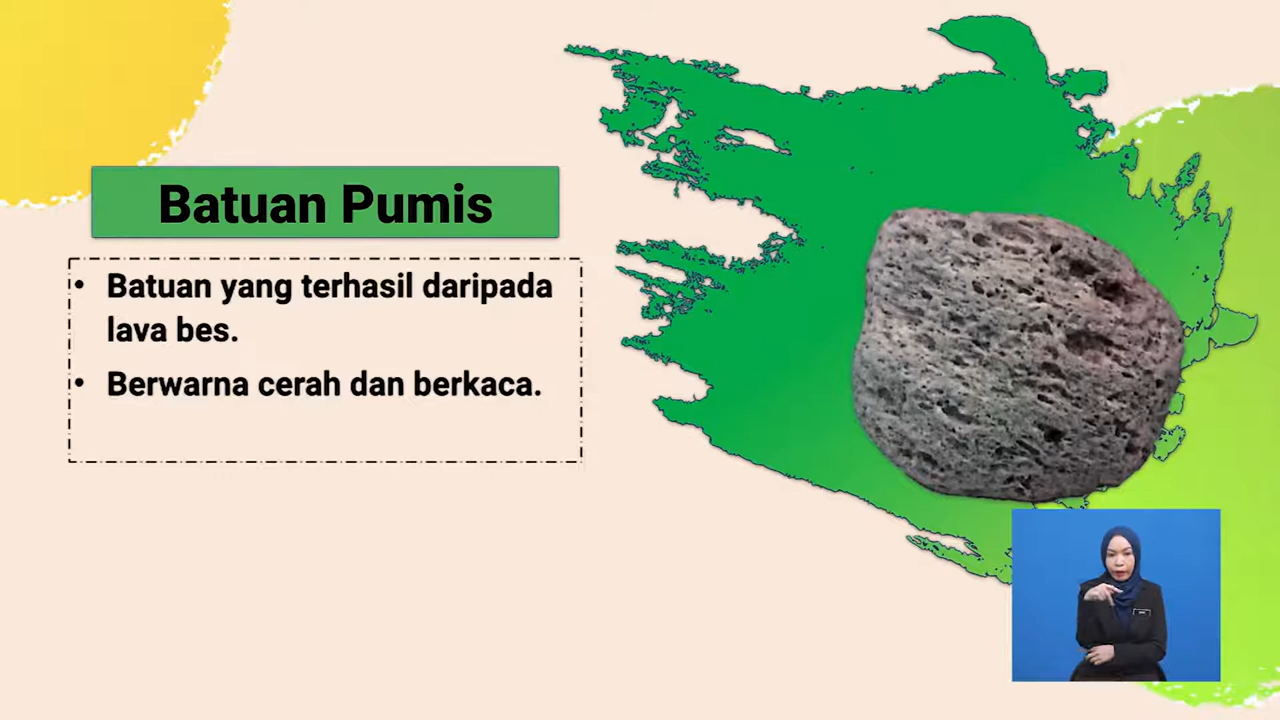 Batuan Pumis
• Batuan yang terhasil daripada
lava bes.
• Berwarna cerah dan berkaca.